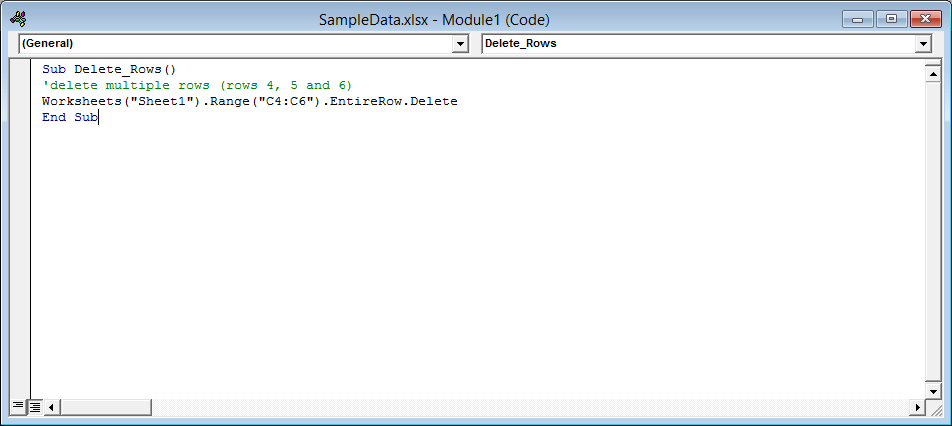 SampleData.xlsx - Module1 (Code)
(General) Delete_Rows
Sub Delete_Rows()
'delete multiple rows (rows 4, 5 and 6)
Worksheets("Sheet1").Range("C4:C6").EntireRow.Delete
End Sub